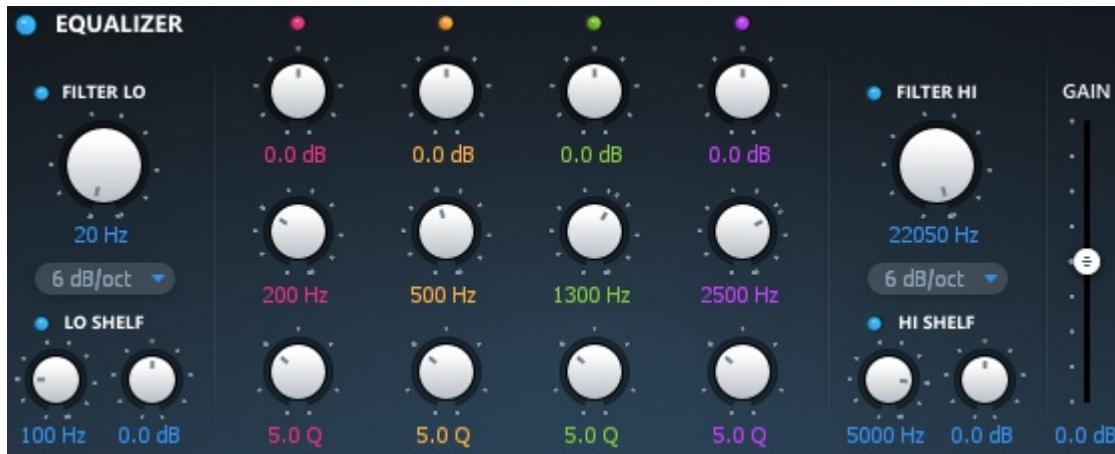 EQUALIZER
FILTER LO
20 Hz
6 dB/oct
LO SHELF
100 Hz 0.0 dB
0.0 dB 0.0 dB 0.0 dB 0.0 dB
200 Hz 500 Hz 1300 Hz 2500 Hz
5.0 Q 5.0 Q 5.0 Q 5.0 Q
FILTER HI
22050 Hz
6 dB/oct
HI SHELF
5000 Hz 0.0 dB
GAIN
0.0 dB